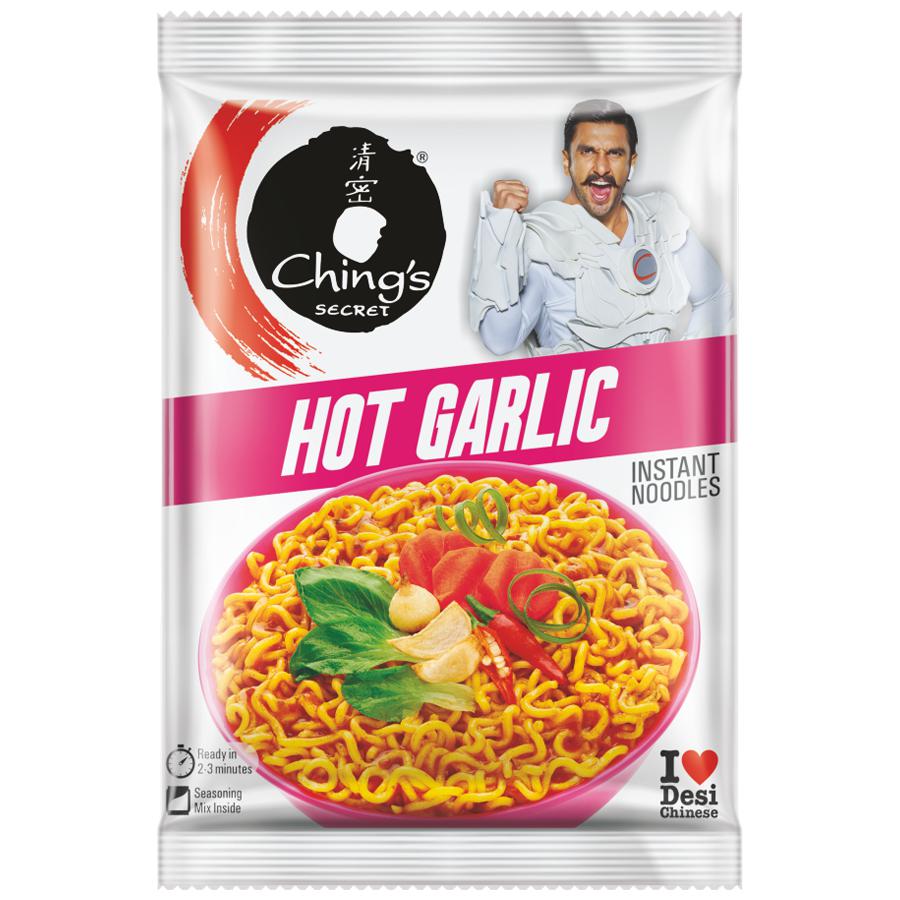 清
密
®
Ching's
SECRET
HOT GARLIC
INSTANT
NOODLES
Ready in
2-3 minutes
Seasoning
Mix Inside
I ❤
Desi
Chinese